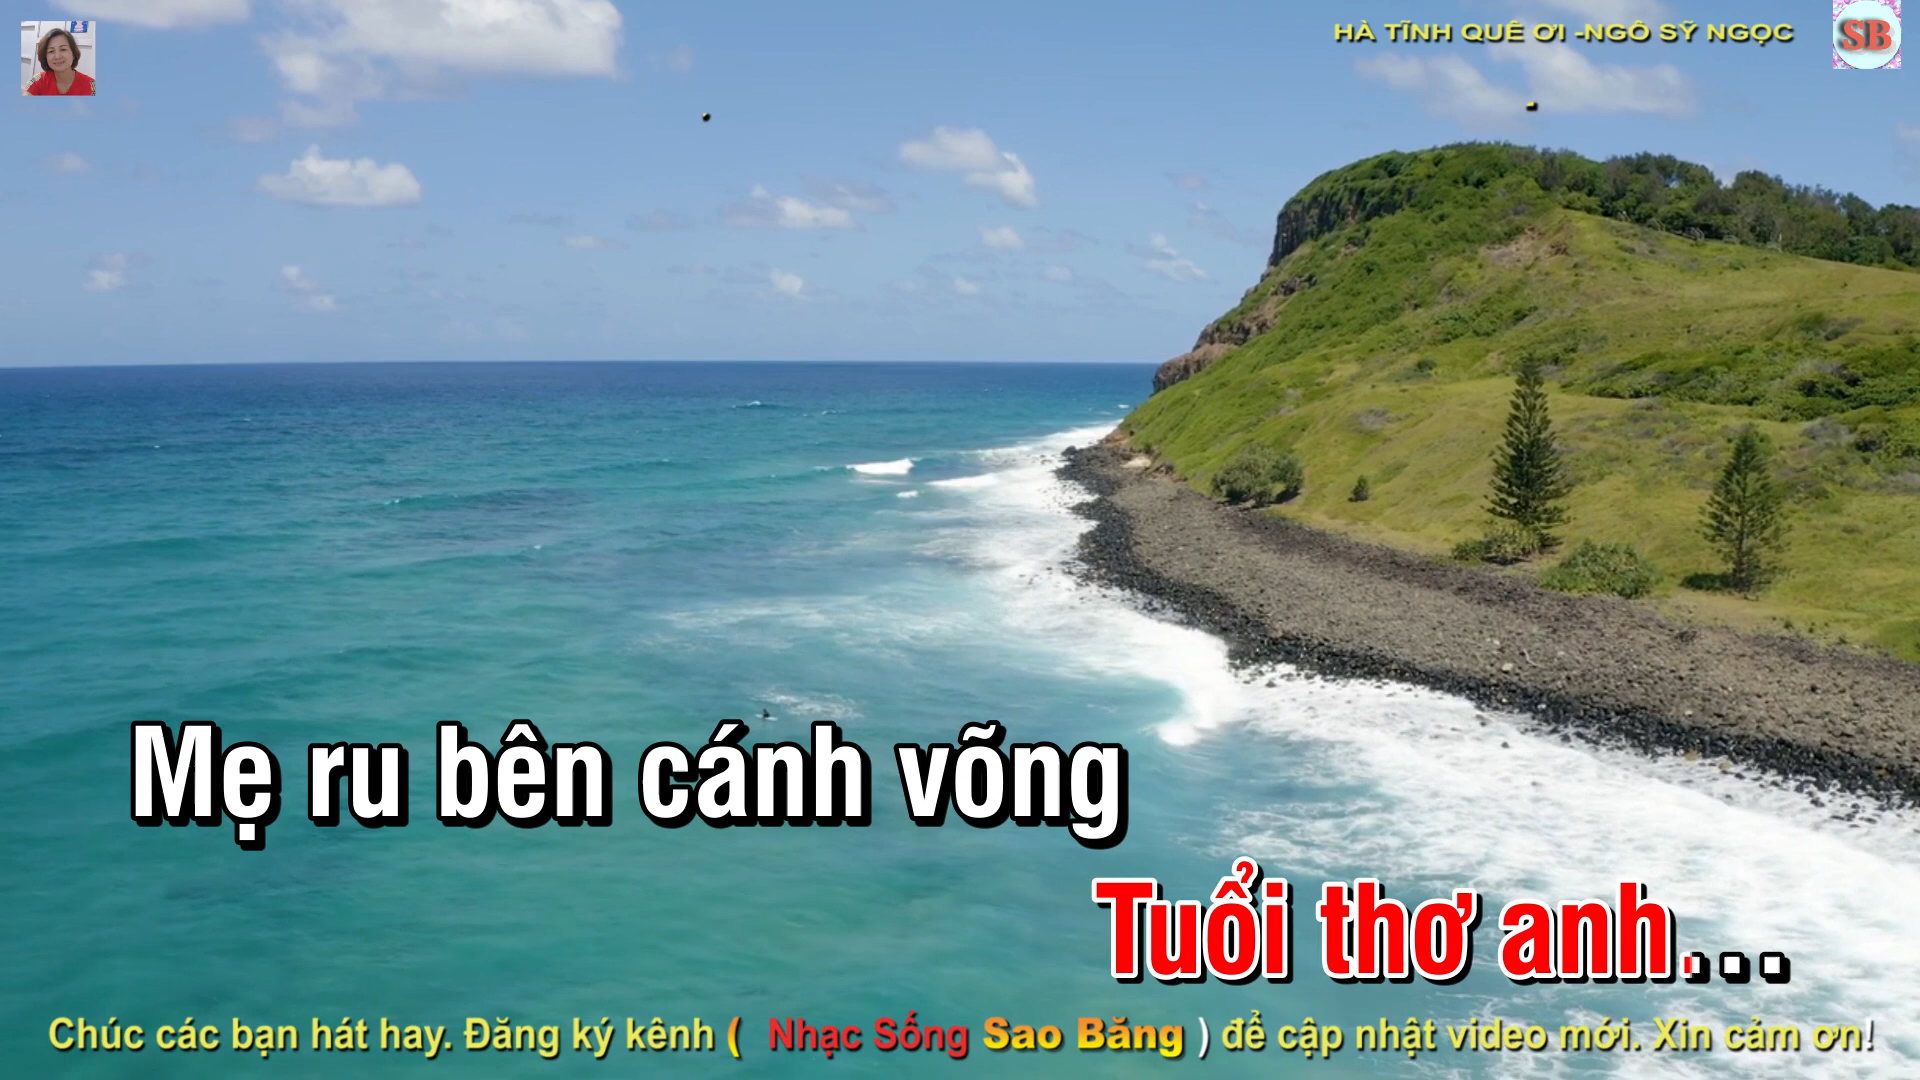 HÀ TĨNH QUÊ ƠI -NGÔ SỸ NGỌC
SB
Mẹ ru bên cánh võng
Tuổi thơ anh...
Chúc các bạn hát hay. Đăng ký kênh ( Nhạc Sống Sao Băng ) để cập nhật video mới. Xin cảm ơn!